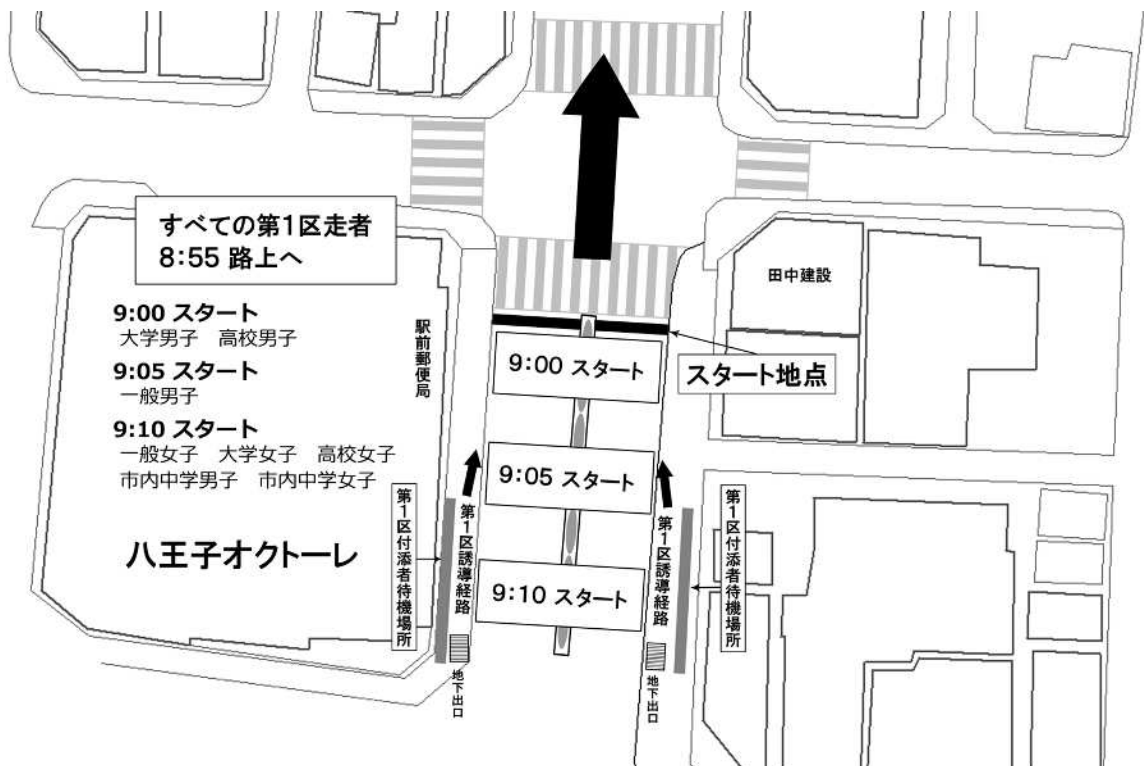 すべての第1区走者
8:55 路上へ
9:00 スタート
大学男子　高校男子
9:05 スタート
一般男子
9:10 スタート
一般女子　大学女子　高校女子
市内中学男子　市内中学女子
八王子オクトーレ
駅前郵便局
9:00 スタート
9:05 スタート
9:10 スタート
スタート地点
田中建設
第1区付添者待機場所
第1区誘導経路
地下出口
第1区誘導経路
地下出口
第1区付添者待機場所